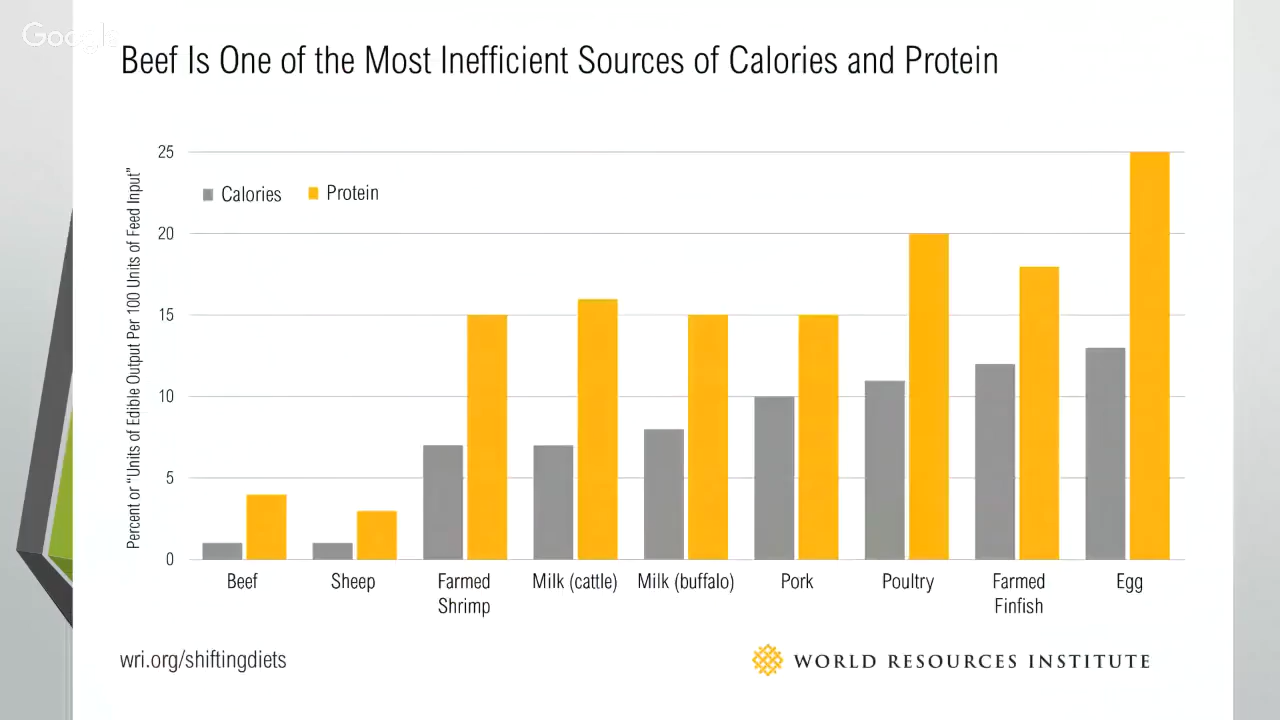 Google
Beef Is One of the Most Inefficient Sources of Calories and Protein
Percent or “Units of Edible Output Per 100 Units of Feed Input”
25
20
15
10
5
0
Calories
Protein
Beef
Sheep
Farmed
Shrimp
Milk (cattle)
Milk (buffalo)
Pork
Poultry
Farmed
Finfish
Egg
wri.org/shiftingdiets
WORLD RESOURCES INSTITUTE